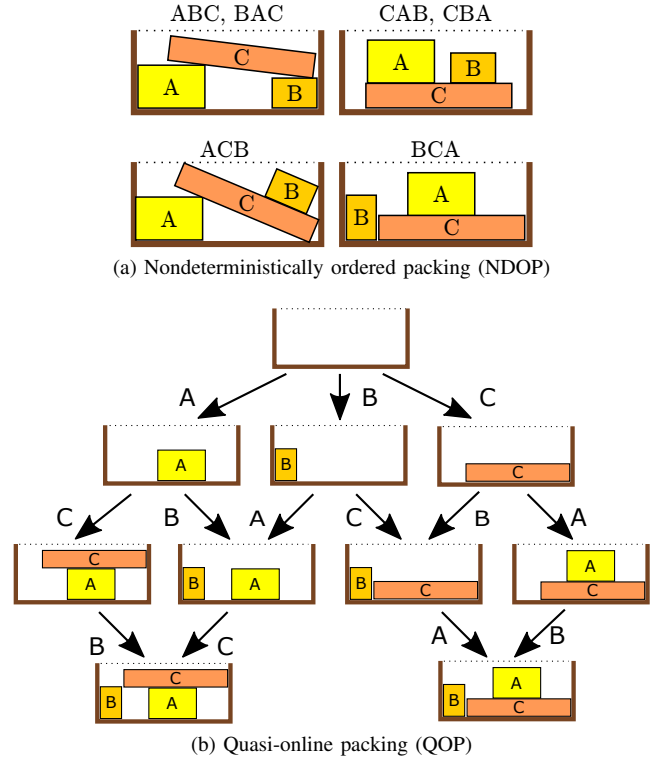 ABC, BAC CAB, CBA
C A B A B C
ACB BCA
B C A A B C
(a) Nondeterministically ordered packing (NDOP)
A B C
A B C
C B A C B A
C A B A B C A C
B C A B
C B A A B C
(b) Quasi-online packing (QOP)